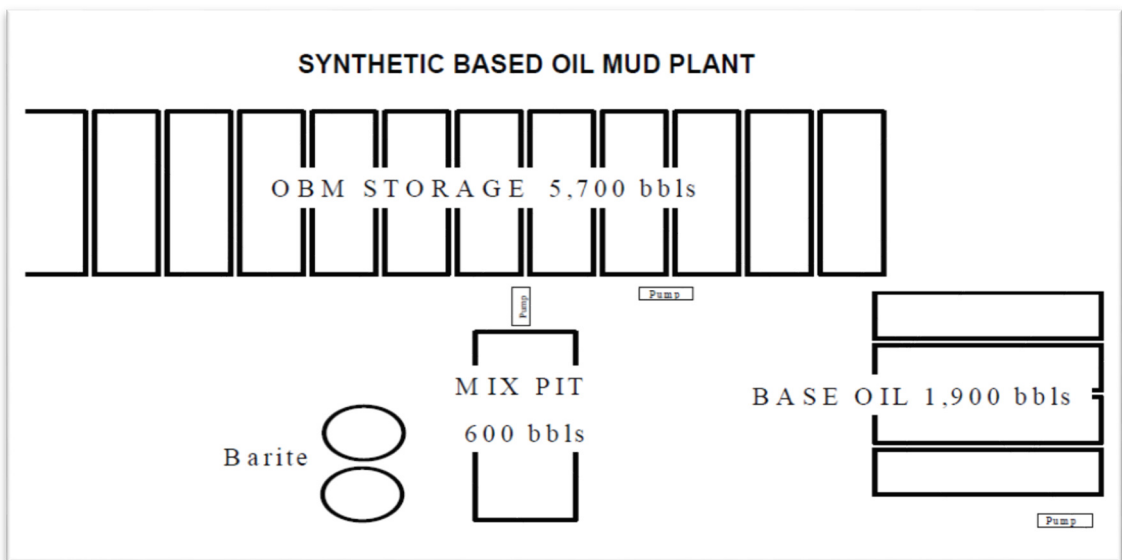 SYNTHETIC BASED OIL MUD PLANT
OBM STORAGE 5,700 bbls
Pump
Pump
MIX PIT
600 bbls
BASE OIL 1,900 bbls
Barite
Pump